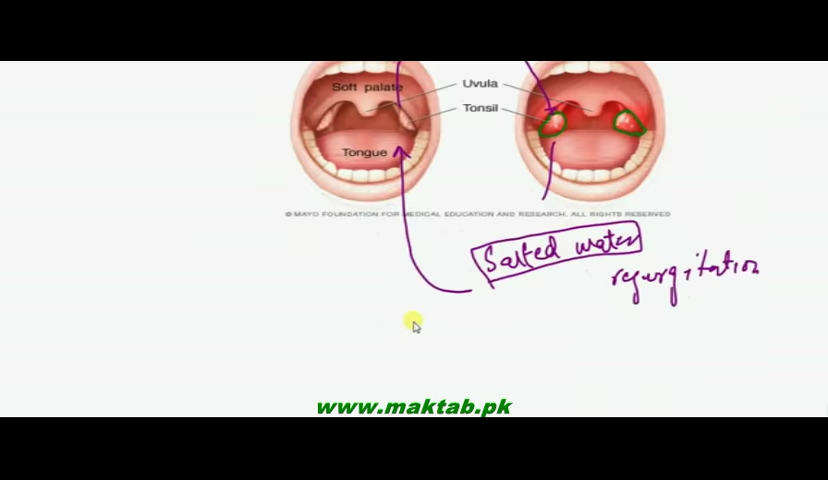 Soft palate
Uvula
Tonsil
Tongue
© MAYO FOUNDATION FOR MEDICAL EDUCATION AND RESEARCH. ALL RIGHTS RESERVED
Salted water
regurgitation
www.maktab.pk